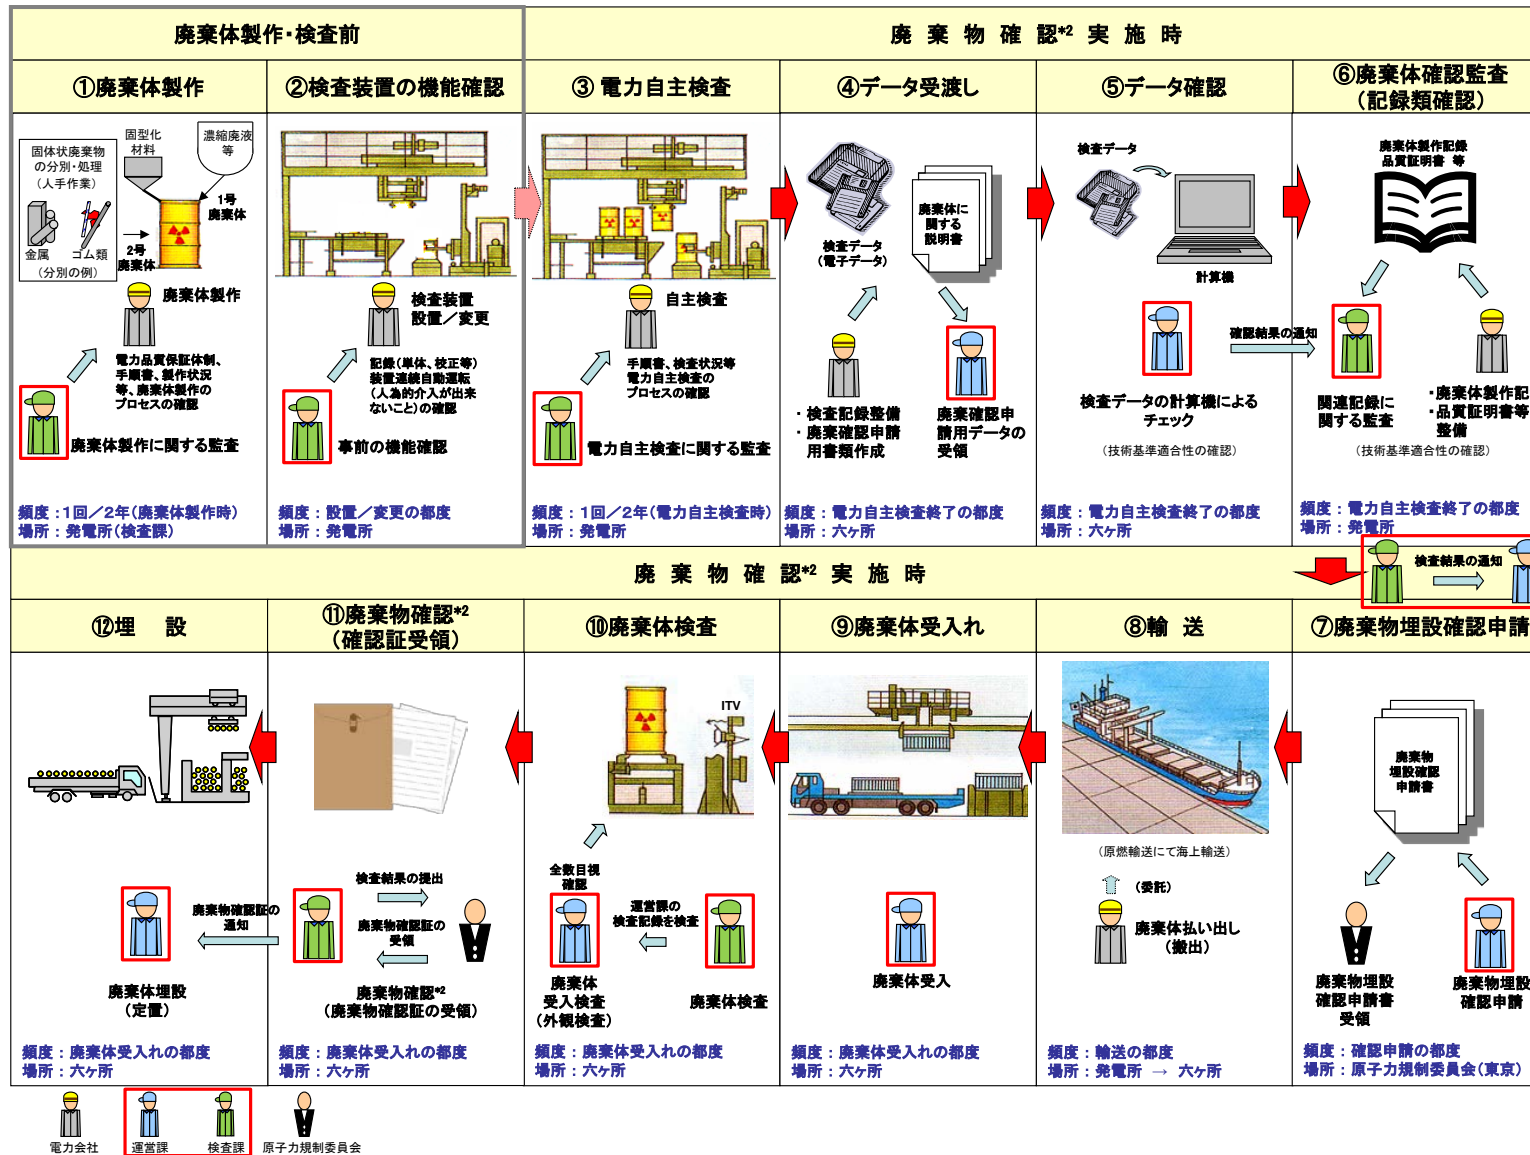 廃棄体製作・検査前
廃棄物確認*2実施時
①廃棄体製作
②検査装置の機能確認
③電力自主検査
④データ受渡し
⑤データ確認
⑥廃棄体確認監査
(記録類確認)
固体状廃棄物
の分別・処理
(人手作業)
金属
ゴム類
(分別の例)
固型化
材料
濃縮廃液
等
1号
廃棄体
2号
廃棄体
廃棄体製作
電力品質保証体制、
手順書、製作状況
等、廃棄体製作の
プロセスの確認
廃棄体製作に関する監査
頻度：1回／2年(廃棄体製作時)
場所：発電所(検査課)
検査装置
設置／変更
記録(単体、校正等)
装置連続自動運転
(人為的介入が出来
ないこと)の確認
事前の機能確認
頻度：設置／変更の都度
場所：発電所
自主検査
手順書、検査状況等
電力自主検査の
プロセスの確認
電力自主検査に関する監査
頻度：1回／2年(電力自主検査時)
場所：発電所
検査データ
(電子データ)
廃棄体に
関する
説明書
・検査記録整備
・廃棄確認申請
用書類作成
廃棄確認申
請用データの
受領
頻度：電力自主検査終了の都度
場所：六ヶ所
検査データ
計算機
確認結果の通知
検査データの計算機による
チェック
(技術基準適合性の確認)
頻度：電力自主検査終了の都度
場所：六ヶ所
廃棄体製作記録
品質証明書 等
関連記録に
関する監査
・廃棄体製作記
・品質証明書等
整備
(技術基準適合性の確認)
頻度：電力自主検査終了の都度
場所：発電所
検査結果の通知
廃棄物確認*2実施時
⑫埋 設
⑪廃棄物確認*2
(確認証受領)
⑩廃棄体検査
⑨廃棄体受入れ
⑧輸 送
⑦廃棄物埋設確認申請
廃棄物確認証の
通知
廃棄体埋設
(定置)
頻度：廃棄体受入れの都度
場所：六ヶ所
検査結果の提出
廃棄物確認証の
受領
廃棄物確認*2
(廃棄物確認証の受領)
頻度：廃棄体受入れの都度
場所：六ヶ所
ITV
全数目視
確認
運営課の
検査記録を検査
廃棄体
受入検査
(外観検査)
廃棄体検査
頻度：廃棄体受入れの都度
場所：六ヶ所
廃棄体受入
頻度：廃棄体受入れの都度
場所：六ヶ所
(原燃輸送にて海上輸送)
(委託)
廃棄体払い出し
(搬出)
頻度：輸送の都度
場所：発電所 → 六ヶ所
廃棄物
埋設確認
申請書
廃棄物埋設
確認申請書
受領
廃棄物埋設
確認申請
頻度：確認申請の都度
場所：原子力規制委員会(東京)
電力会社
運営課
検査課
原子力規制委員会